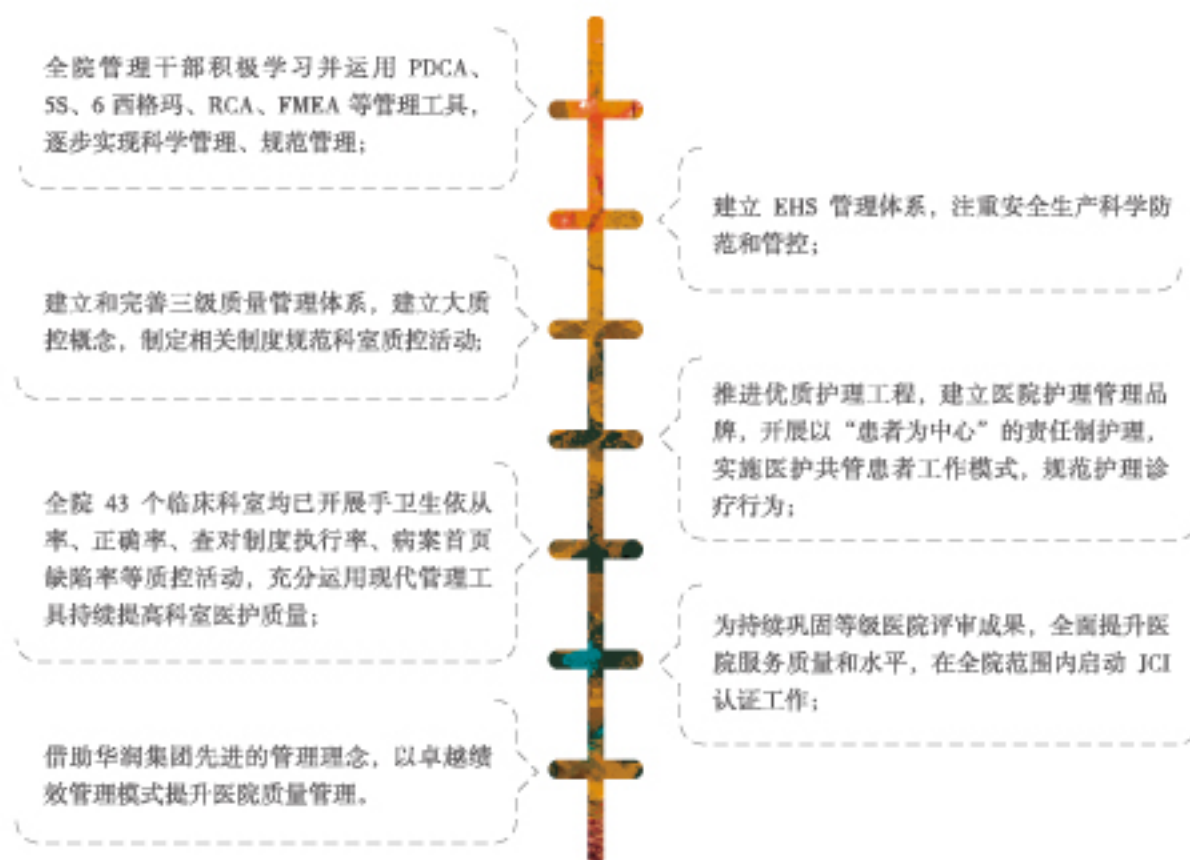 全院管理干部积极学习并运用 PDCA、
5S、6 西格玛、RCA、FMEA 等管理工具，
逐步实现科学管理、规范管理；
建立 EHS 管理体系，注重安全生产科学防
范和管控；
建立和完善三级质量管理体系，建立大质
控概念，制定相关制度规范科室质控活动；
推进优质护理工程，建立医院护理管理品
牌，开展以“患者为中心”的责任制护理，
实施医护共管患者工作模式，规范护理诊
疗行为；
全院 43 个临床科室均已开展手卫生依从
率、正确率、查对制度执行率、病案首页
缺陷率等质控活动，充分运用现代管理工
具持续提高科室医护质量；
为持续巩固等级医院评审成果，全面提升医
院服务质量和水平，在全院范围内启动 JCI
认证工作；
借助华润集团先进的管理理念，以卓越绩
效管理模式提升医院质量管理。